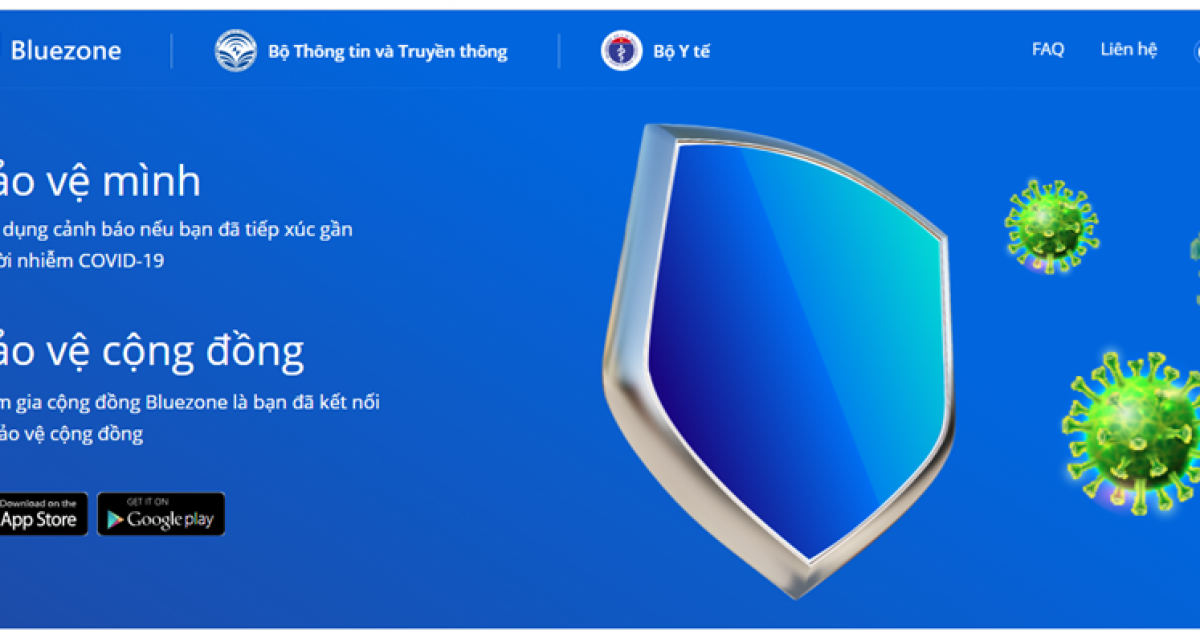 Bluezone
Bộ Thông tin và Truyền thông
Bộ Y tế
FAQ
Liên hệ
ảo vệ mình
dụng cảnh báo nếu bạn đã tiếp xúc gần
ời nhiễm COVID-19
ảo vệ cộng đồng
m gia cộng đồng Bluezone là bạn đã kết nối
ảo vệ cộng đồng
Download on the
App Store
GET IT ON
Google play